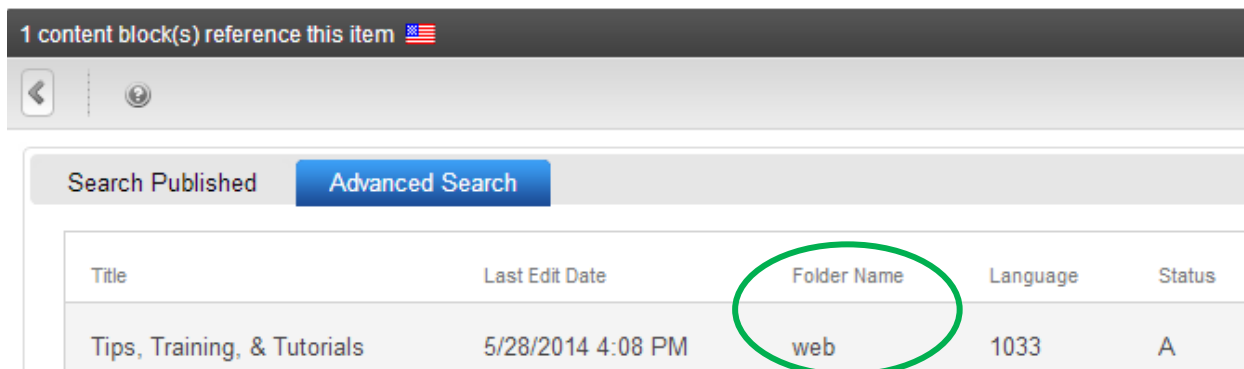 1 content block(s) reference this item
Search Published Advanced Search
Title Last Edit Date Folder Name Language Status
Tips, Training, & Tutorials 5/28/2014 4:08 PM web 1033 A